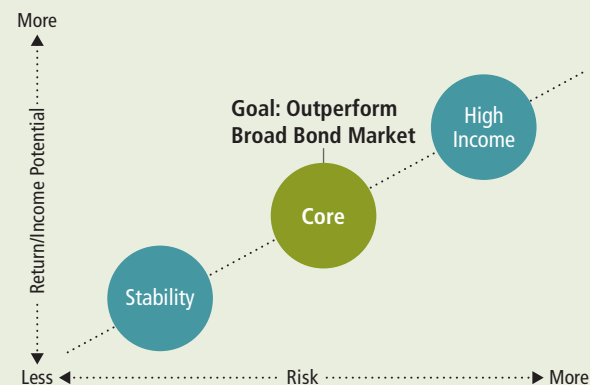 More
Return/Income Potential
Goal: Outperform
Broad Bond Market
High
Income
Core
Stability
Less
Risk
More